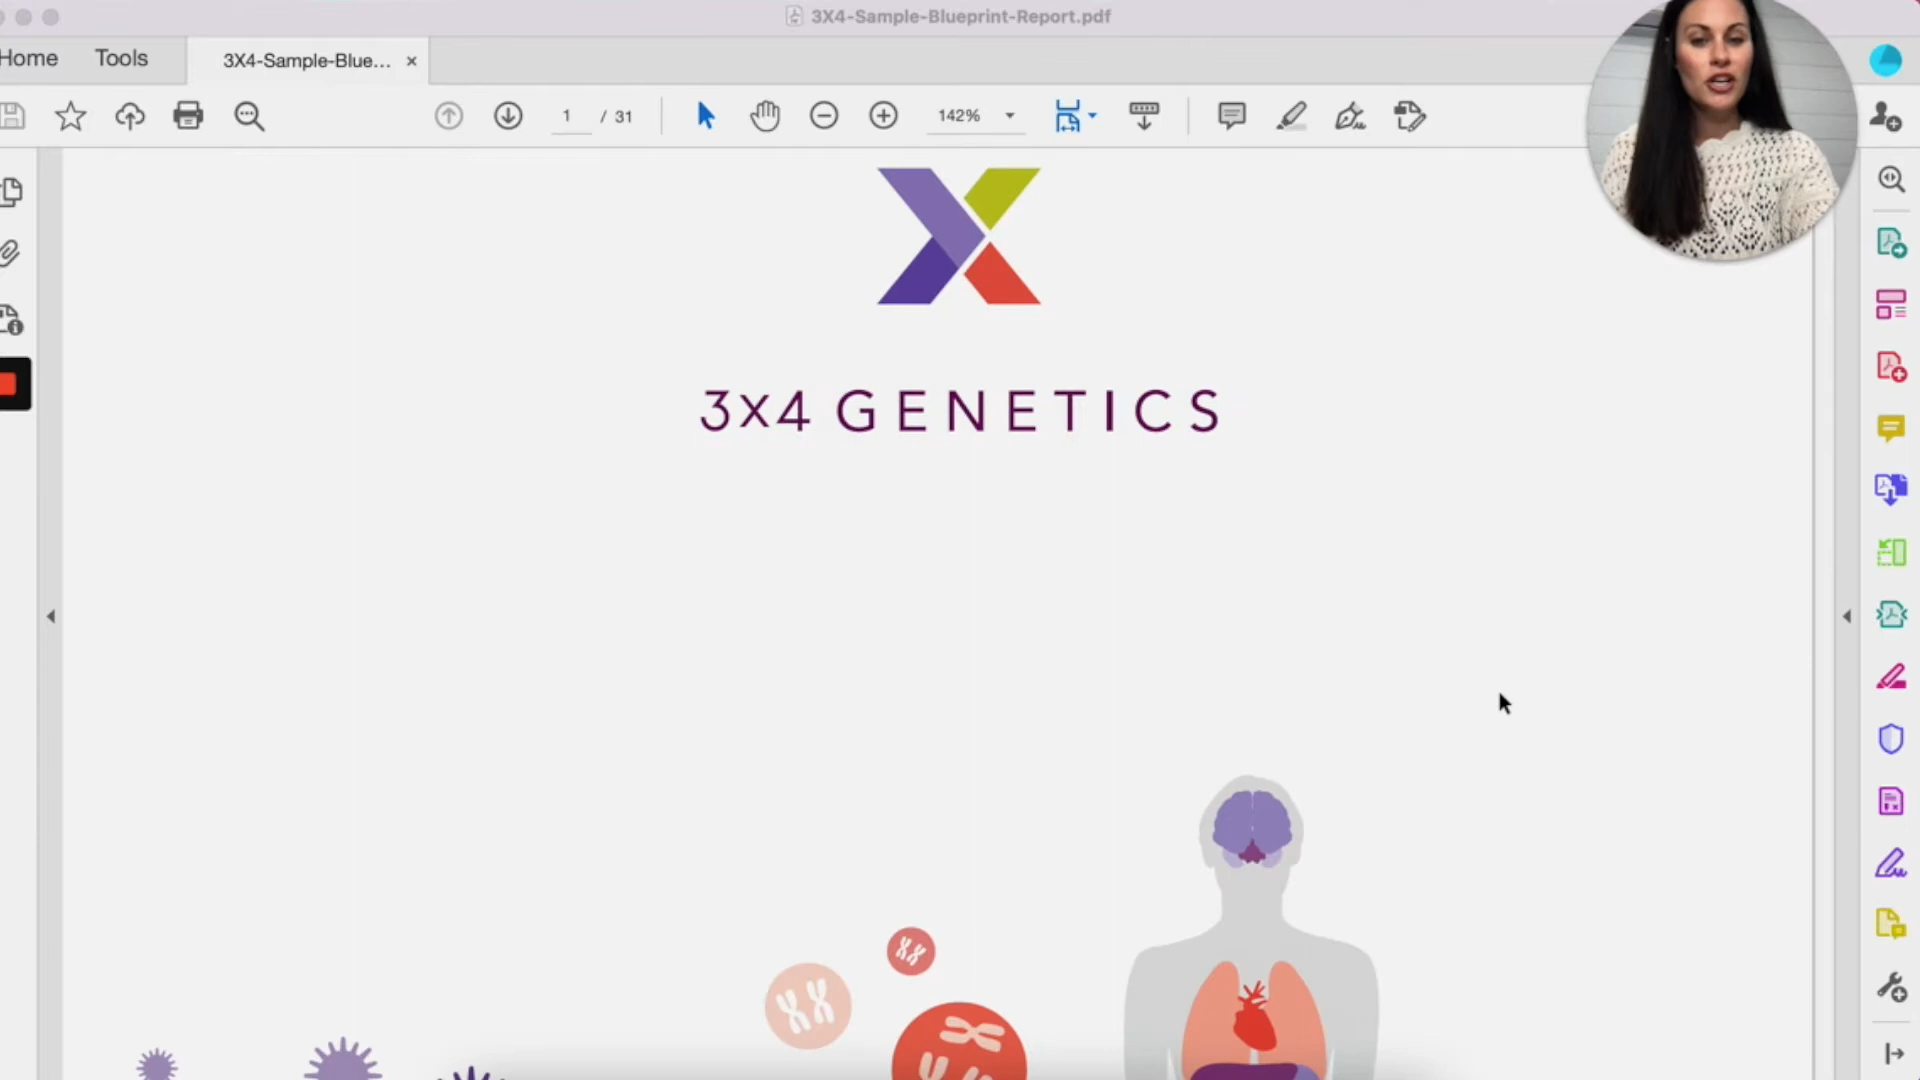 3X4-Sample-Blueprint-Report.pdf
Home
Tools
3X4-Sample-Blue...
1 / 31
142%
3x4 GENETICS